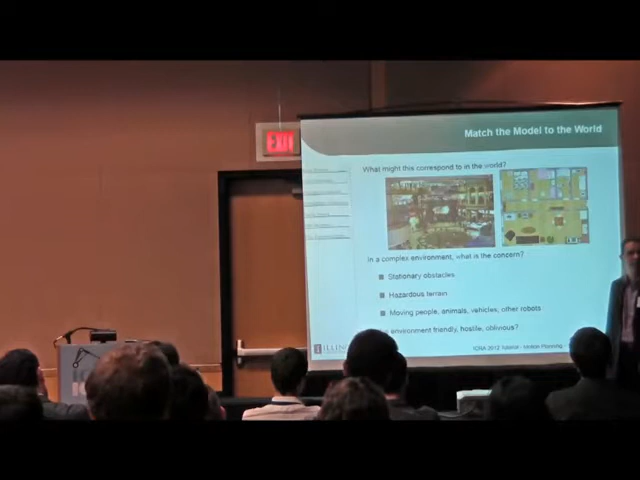 EXIT
Match the Model to the World
What might this correspond to in the world?
In a complex environment, what is the concern?
Stationary obstacles
Hazardous terrain
Moving people, animals, vehicles, other robots
environment friendly, hostile, oblivious?
ICRA 2012 Tutorial - Motion Planning